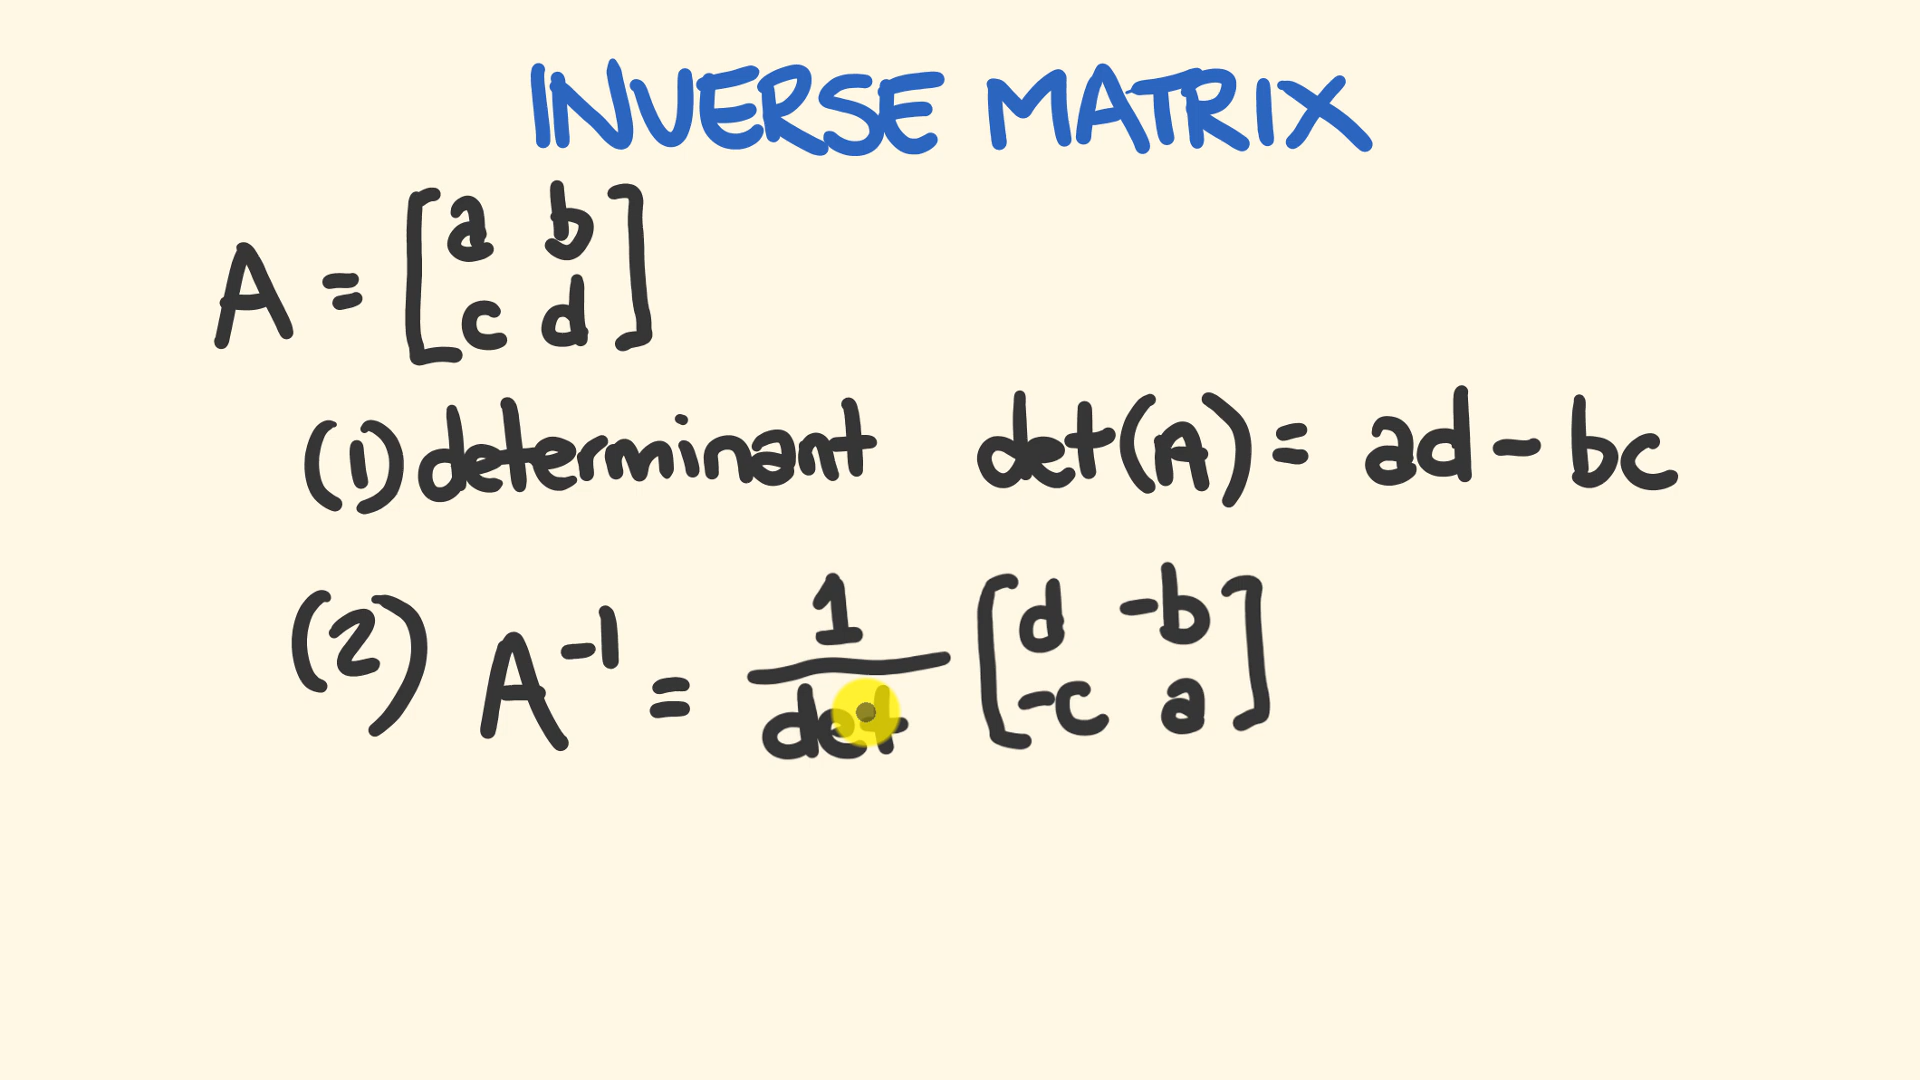 INVERSE MATRIX
A = [a b
c d]
(1) determinant det(A) = ad - bc
(2) A⁻¹ = 1/det [d -b
-c a]